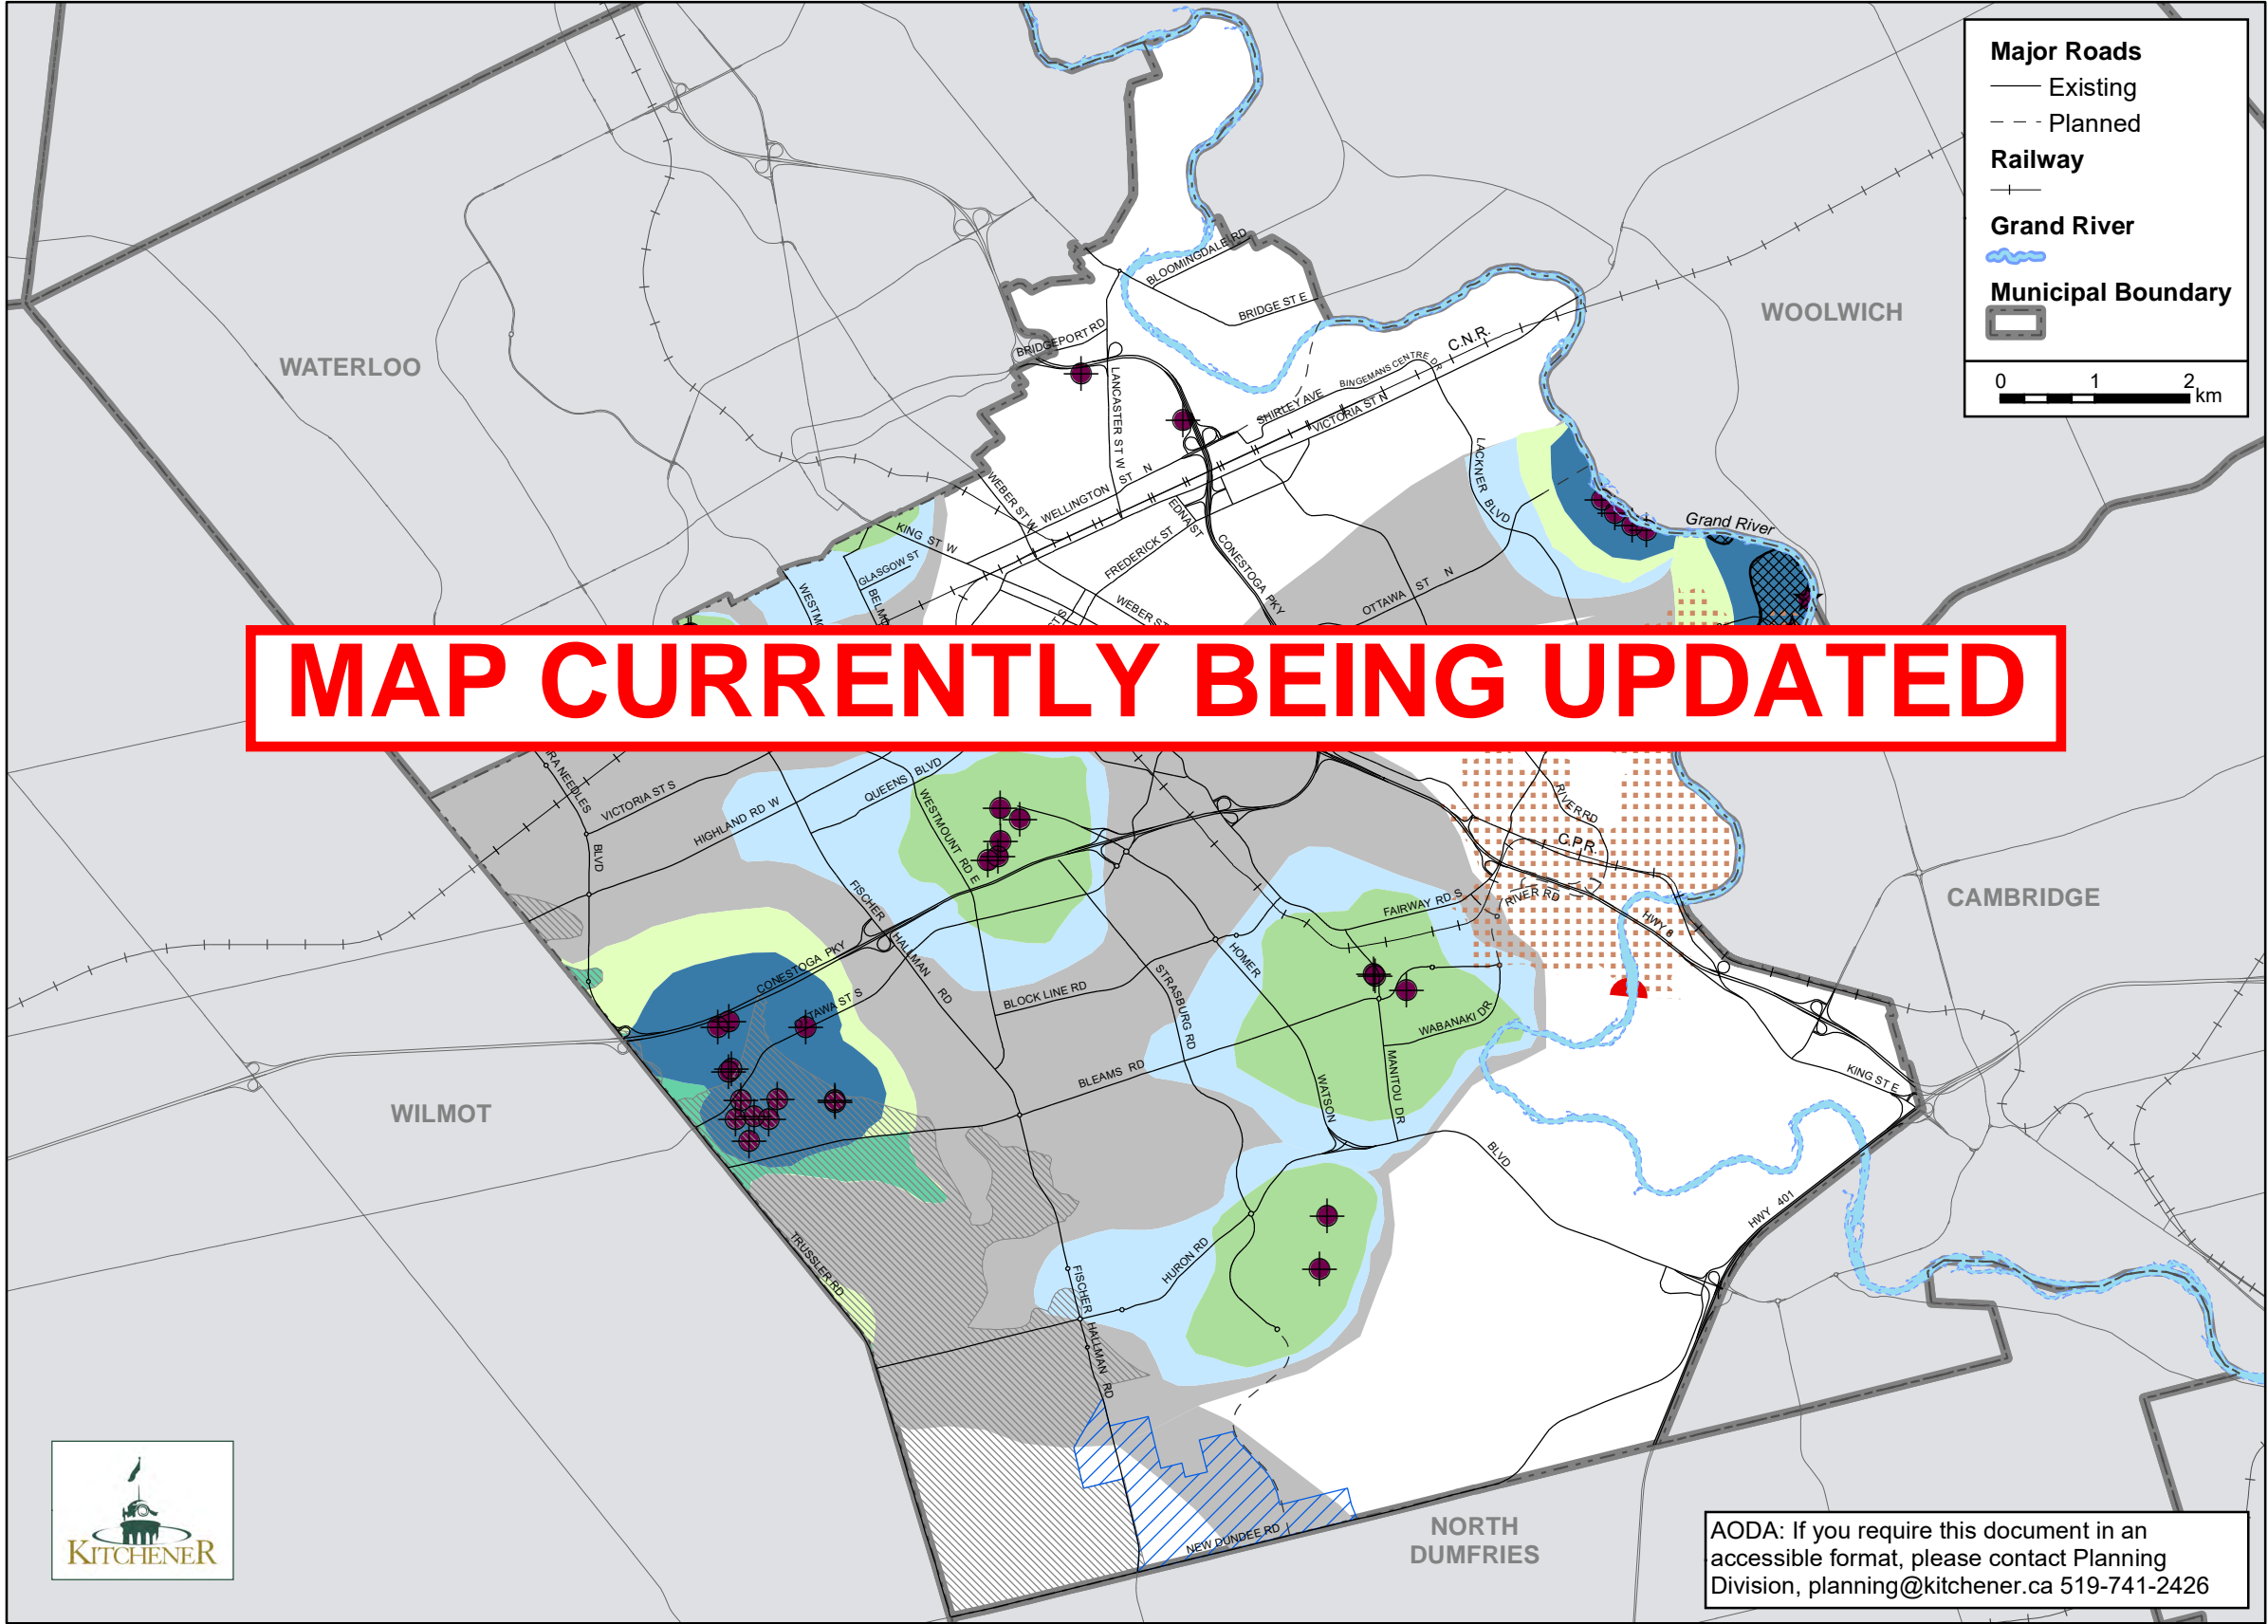 Major Roads
Existing
Planned
Railway
Grand River
Municipal Boundary
0 1 2 km
WOOLWICH
WATERLOO
BLOOMINGDALE RD
BRIDGE ST E
BRIDGEPORT RD
C.N.R.
BINGEMANS CENTRE DR
SHIRLEY AVE
VICTORIA ST N
LANCASTER ST W
LACKNER BLVD
WEBER ST W
WELLINGTON ST N
EDNA ST
KING ST W
FREDERICK ST
CONESTOGA PKY
GLASGOW ST
OTTAWA ST N
Grand River
WEBER ST
MAP CURRENTLY BEING UPDATED
VICTORIA ST S
HIGHLAND RD W
QUEENS BLVD
WESTMOUNT RD E
BLVD
RIVER RD
C.P.R.
FISCHER
HALLMAN
RD
FAIRWAY RD S
RIVER RD
HWY 8
CAMBRIDGE
CONESTOGA PKY
TAWA ST S
BLOCK LINE RD
STRASBURG RD
HOMER
WATSON
BLVD
WABANAKI DR
MANITOU DR
BLEAMS RD
KING ST E
WILMOT
HWY 401
TRUSSLER RD
HURON RD
FISCHER
HALLMAN RD
NEW DUNDEE RD
NORTH
DUMFRIES
KITCHENER
AODA: If you require this document in an
accessible format, please contact Planning
Division, planning@kitchener.ca 519-741-2426